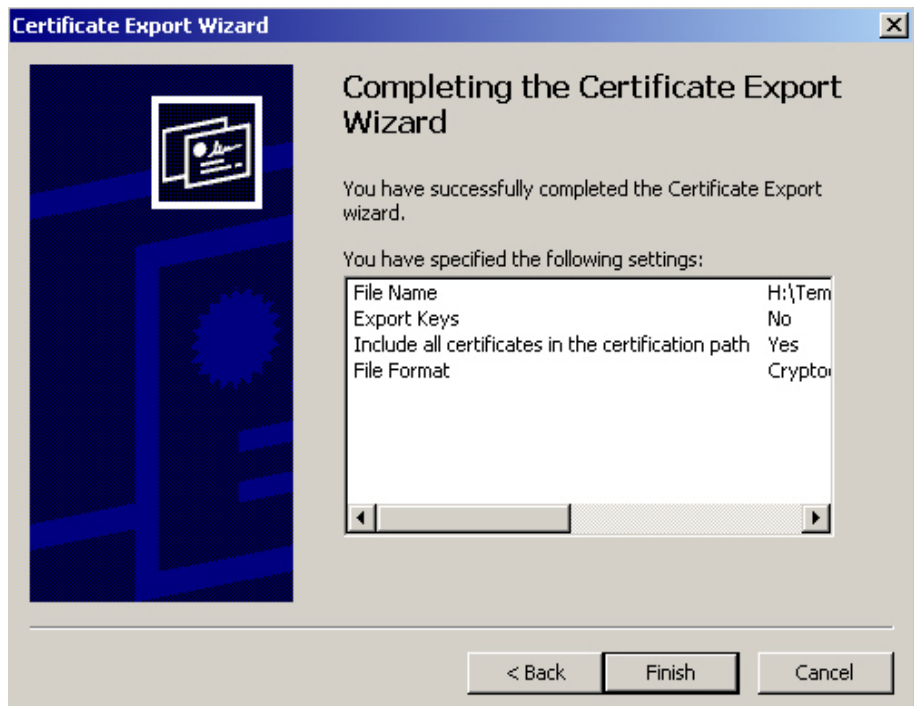 Certificate Export Wizard
Completing the Certificate Export
Wizard
You have successfully completed the Certificate Export
wizard.
You have specified the following settings:
File Name H:\Tem
Export Keys No
Include all certificates in the certification path Yes
File Format Crypto
< Back Finish Cancel